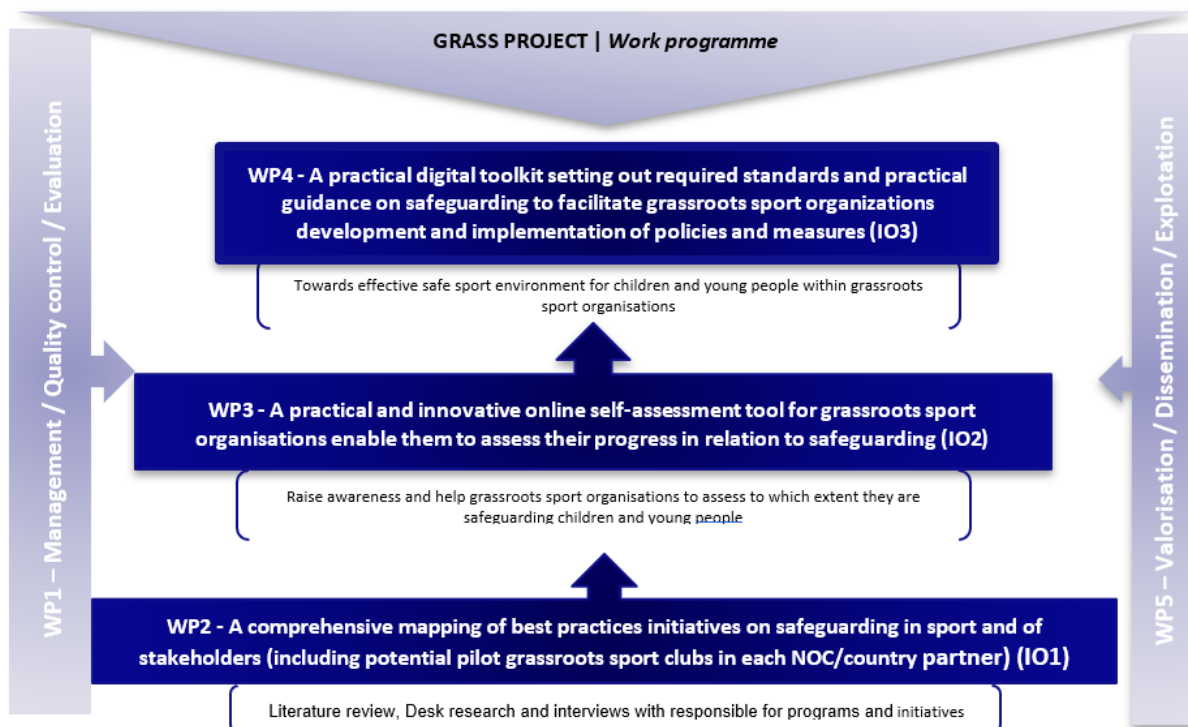 GRASS PROJECT | Work programme
WP1 – Management / Quality control / Evaluation
WP4 - A practical digital toolkit setting out required standards and practical
guidance on safeguarding to facilitate grassroots sport organizations
development and implementation of policies and measures (IO3)
Towards effective safe sport environment for children and young people within grassroots
sport organisations
WP3 - A practical and innovative online self-assessment tool for grassroots sport
organisations enable them to assess their progress in relation to safeguarding (IO2)
Raise awareness and help grassroots sport organisations to assess to which extent they are
safeguarding children and young people
WP2 - A comprehensive mapping of best practices initiatives on safeguarding in sport and of
stakeholders (including potential pilot grassroots sport clubs in each NOC/country partner) (IO1)
Literature review, Desk research and interviews with responsible for programs and initiatives
WP5 – Valorisation / Dissemination / Explotation